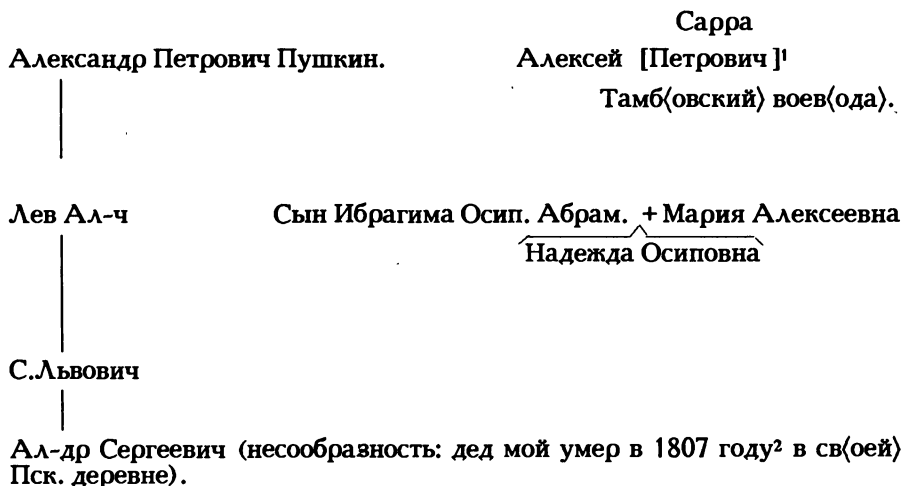 Сарра
Александр Петрович Пушкин. Алексей [Петрович]¹
Тамб⟨овский⟩ воев⟨ода⟩.
Лев Ал-ч Сын Ибрагима Осип. Абрам. + Мария Алексеевна
Надежда Осиповна
С.Львович
Ал-др Сергеевич (несообразность: дед мой умер в 1807 году² в св⟨оей⟩
Пск. деревне).